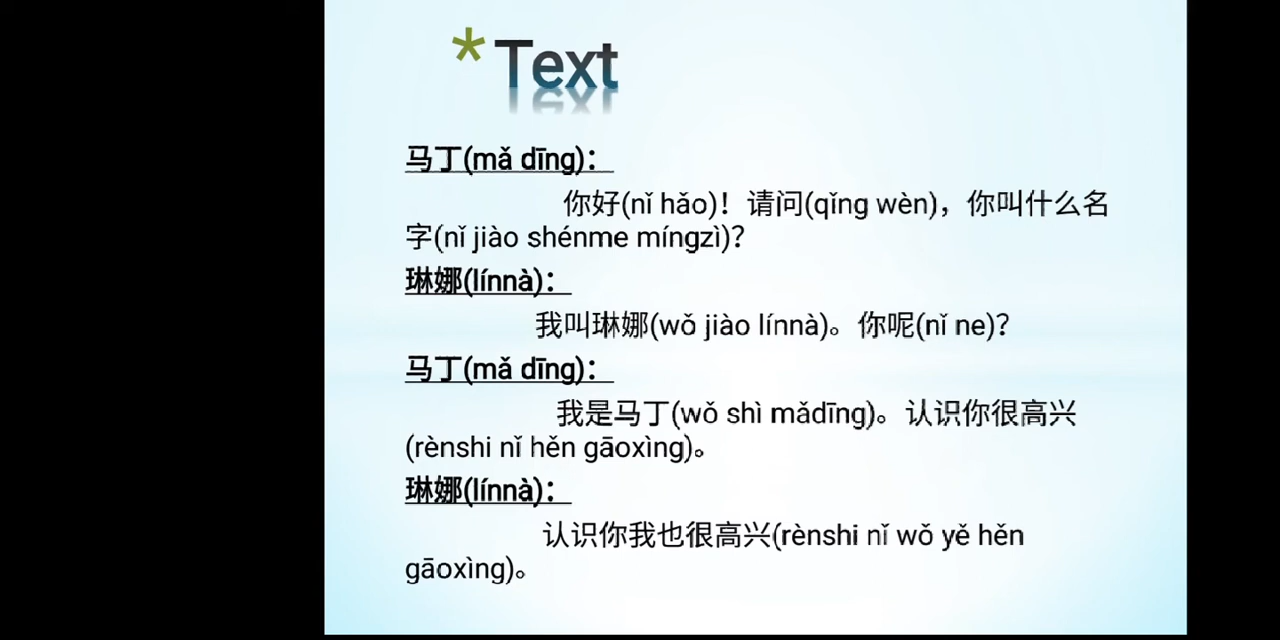 *Text
马丁(mǎ dīng)：
你好(nǐ hǎo)！请问(qǐng wèn)，你叫什么名
字(nǐ jiào shénme míngzì)？
琳娜(línnà)：
我叫琳娜(wǒ jiào línnà)。你呢(nǐ ne)？
马丁(mǎ dīng)：
我是马丁(wǒ shì mǎdīng)。认识你很高兴
(rènshi nǐ hěn gāoxìng)。
琳娜(línnà)：
认识你我也很高兴(rènshi nǐ wǒ yě hěn
gāoxìng)。